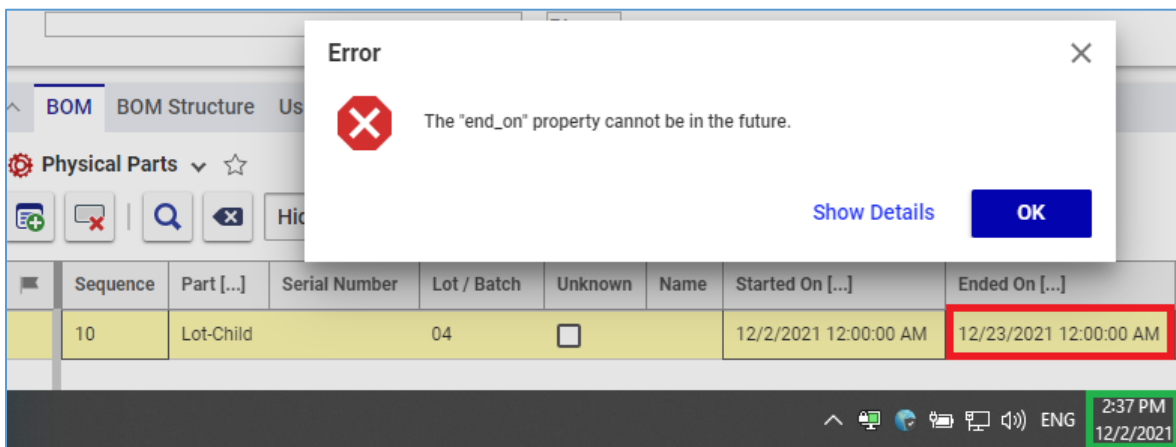 Error
The "end_on" property cannot be in the future.
Show Details OK
BOM BOM Structure
Physical Parts
Sequence Part [...] Serial Number Lot / Batch Unknown Name Started On [...] Ended On [...]
10 Lot-Child 04 12/2/2021 12:00:00 AM 12/23/2021 12:00:00 AM
ENG 2:37 PM
12/2/2021